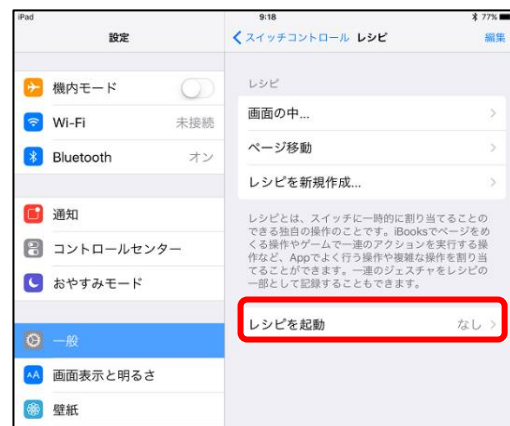 iPad
9:18
77%
設定
スイッチコントロール レシピ
編集
機内モード
Wi-Fi 未接続
Bluetooth オン
通知
コントロールセンター
おやすみモード
一般
画面表示と明るさ
壁紙
レシピ
画面の中...
ページ移動
レシピを新規作成...
レシピとは、スイッチに一時的に割り当てることの
できる独自の操作のことです。iBooksでページをめ
くる操作やゲームで一連のアクションを実行する操
作など、Appでよく行う操作や複雑な操作を割り当
てることができます。一連のジェスチャをレシピの
一部として記録することもできます。
レシピを起動 なし